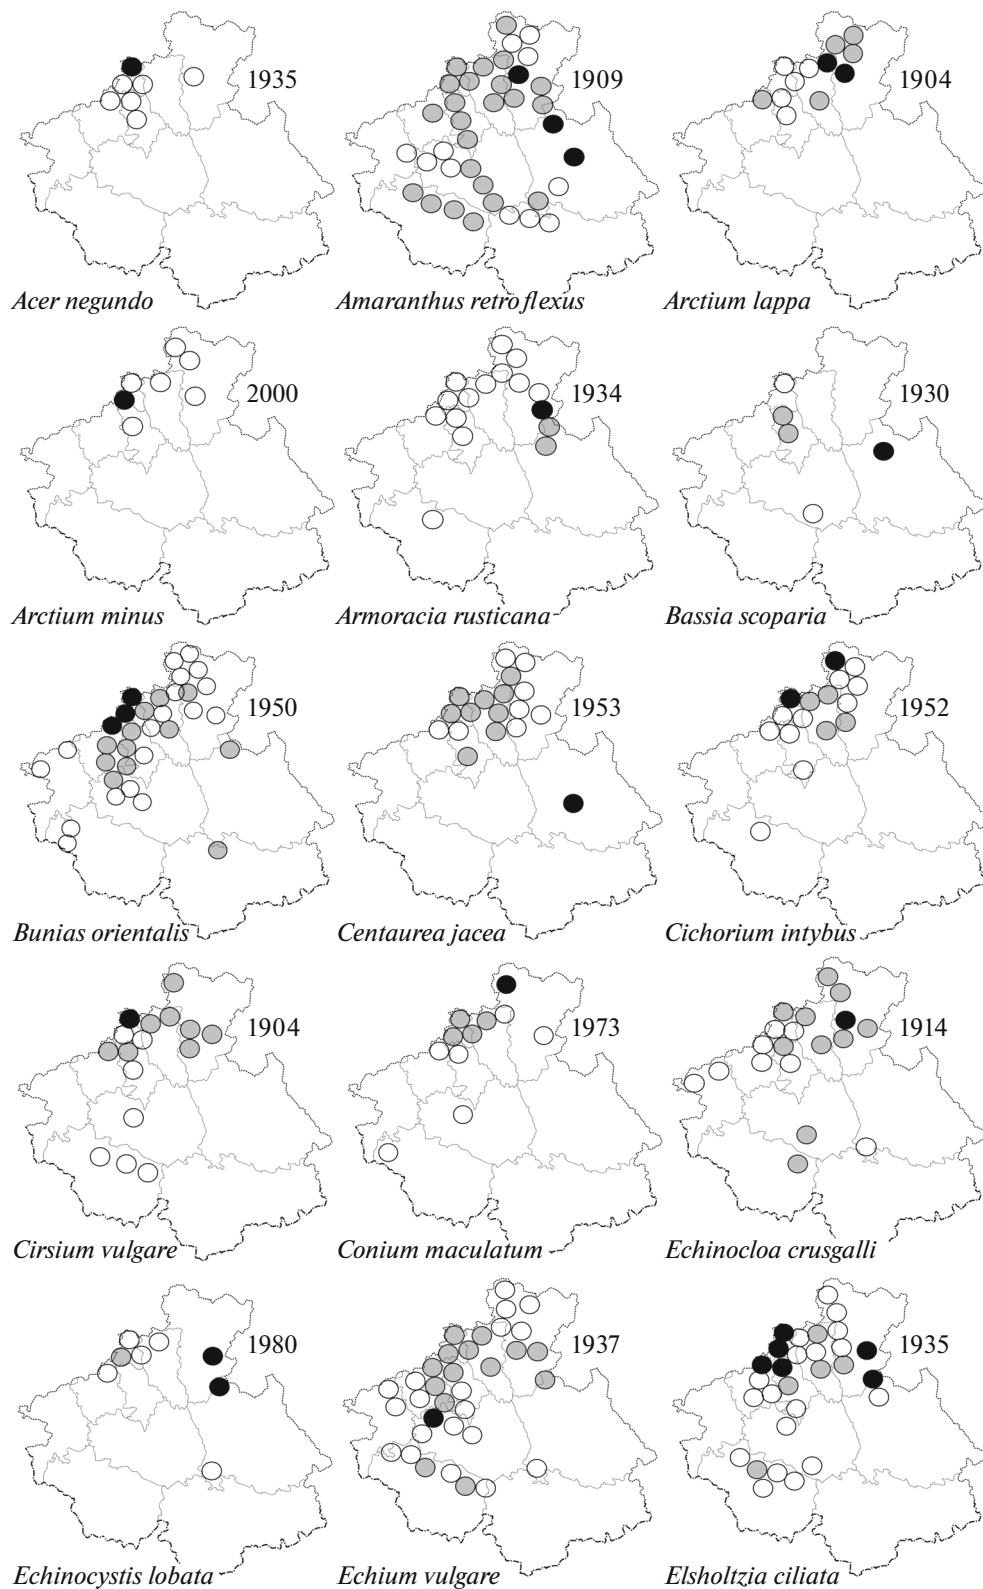 1935 1909 1904
Acer negundo Amaranthus retroflexus Arctium lappa
2000 1934 1930
Arctium minus Armoracia rusticana Bassia scoparia
1950 1953 1952
Bunias orientalis Centaurea jacea Cichorium intybus
1904 1973 1914
Cirsium vulgare Conium maculatum Echinocloa crusgalli
1980 1937 1935
Echinocystis lobata Echium vulgare Elsholtzia ciliata